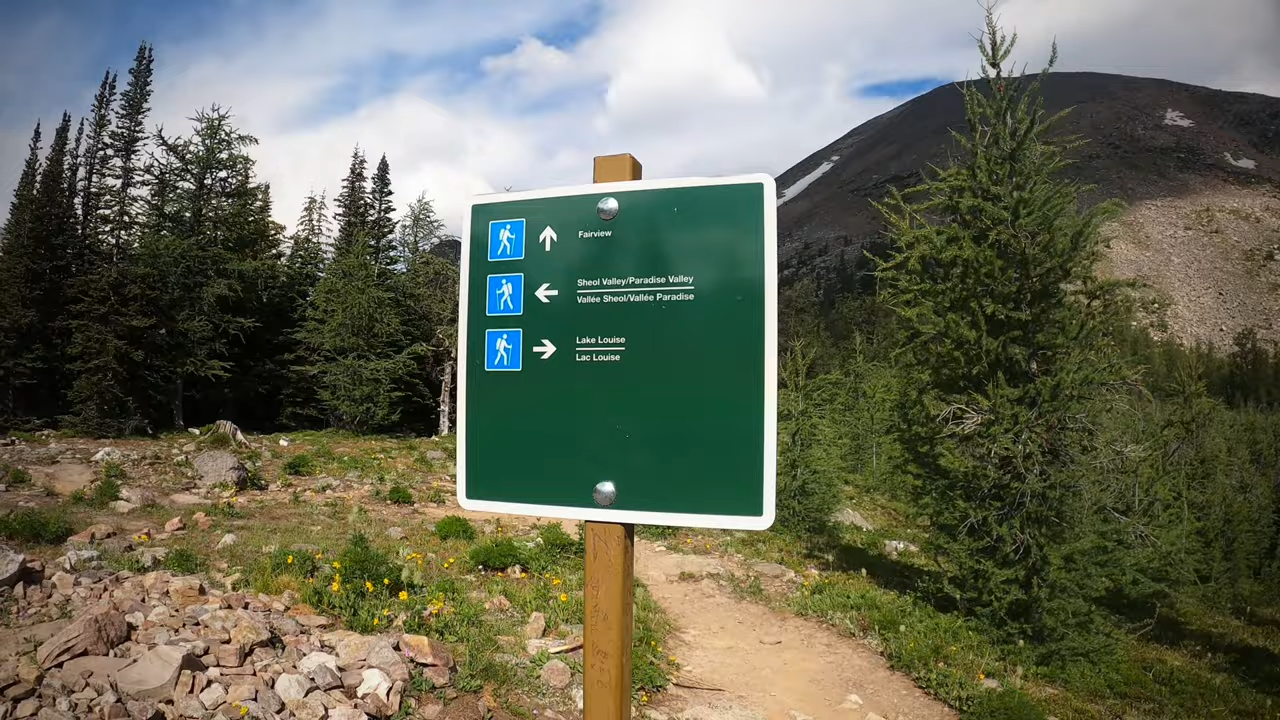 Fairview
Sheol Valley/Paradise Valley
Vallée Sheol/Vallée Paradise
Lake Louise
Lac Louise